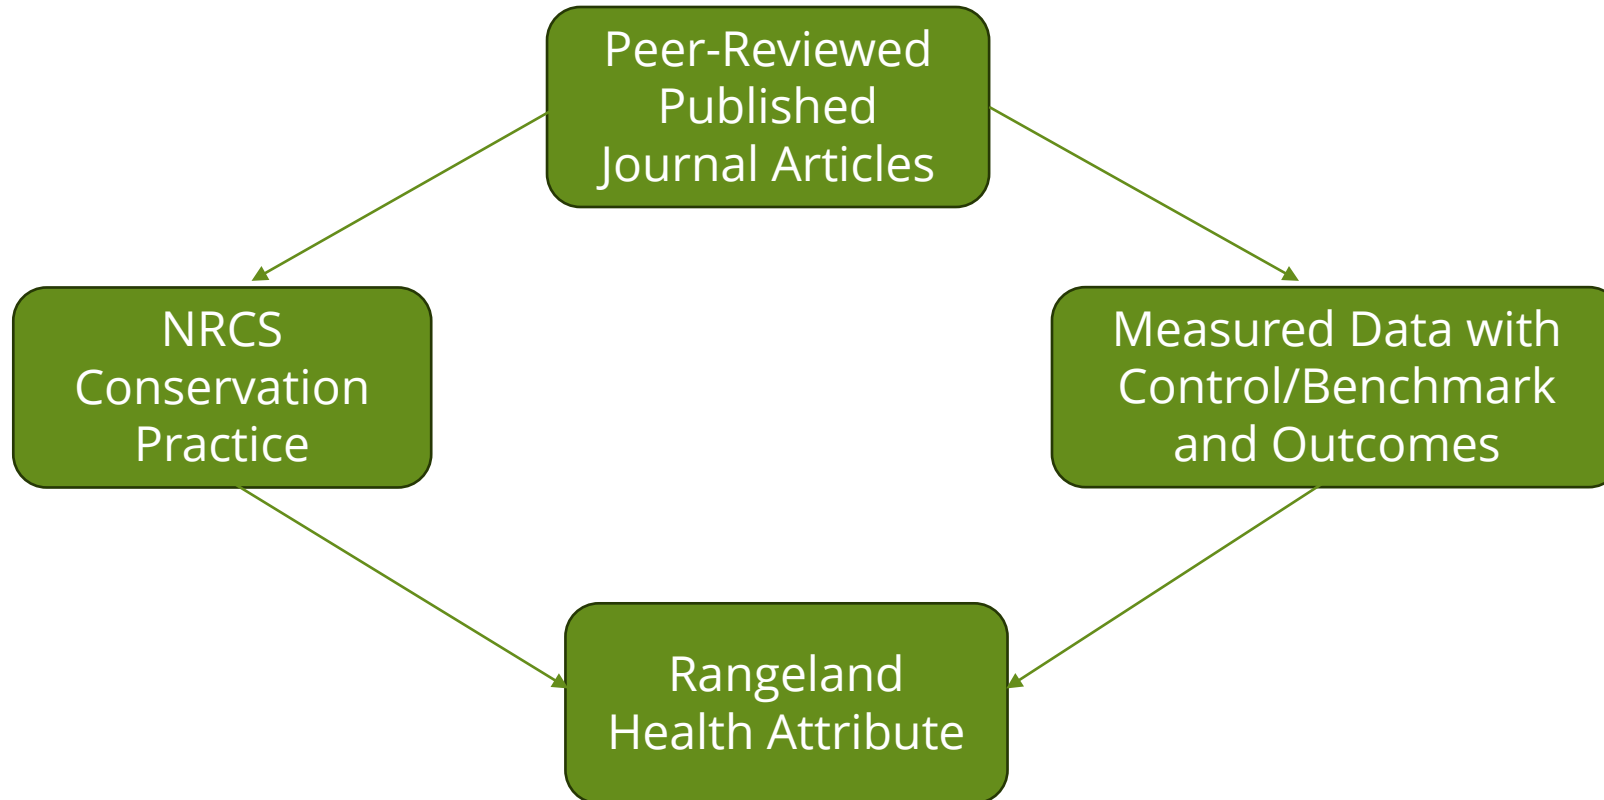 Peer-Reviewed
Published
Journal Articles
NRCS
Conservation
Practice
Measured Data with
Control/Benchmark
and Outcomes
Rangeland
Health Attribute